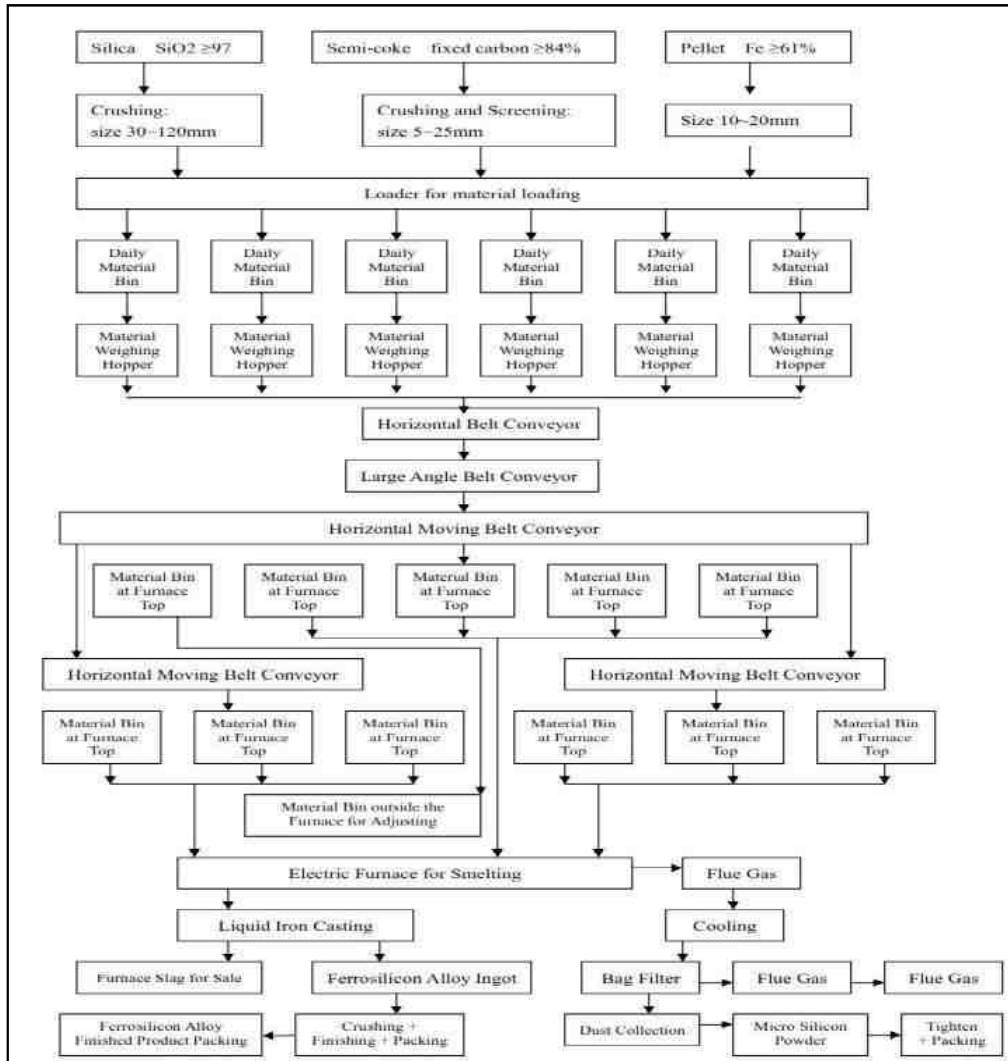 Silica SiO2 ≥97
Semi-coke fixed carbon ≥84%
Pellet Fe ≥61%
Crushing:
size 30~120mm
Crushing and Screening:
size 5~25mm
Size 10~20mm
Loader for material loading
Daily
Material
Bin
Daily
Material
Bin
Daily
Material
Bin
Daily
Material
Bin
Daily
Material
Bin
Daily
Material
Bin
Material
Weighing
Hopper
Material
Weighing
Hopper
Material
Weighing
Hopper
Material
Weighing
Hopper
Material
Weighing
Hopper
Material
Weighing
Hopper
Horizontal Belt Conveyor
Large Angle Belt Conveyor
Horizontal Moving Belt Conveyor
Material Bin
at Furnace
Top
Material Bin
at Furnace
Top
Material Bin
at Furnace
Top
Material Bin
at Furnace
Top
Material Bin
at Furnace
Top
Horizontal Moving Belt Conveyor
Horizontal Moving Belt Conveyor
Material Bin
at Furnace
Top
Material Bin
at Furnace
Top
Material Bin
at Furnace
Top
Material Bin
at Furnace
Top
Material Bin
at Furnace
Top
Material Bin
at Furnace
Top
Material Bin outside the
Furnace for Adjusting
Electric Furnace for Smelting
Flue Gas
Liquid Iron Casting
Cooling
Furnace Slag for Sale
Ferrosilicon Alloy Ingot
Bag Filter
Flue Gas
Flue Gas
Ferrosilicon Alloy
Finished Product Packing
Crushing +
Finishing + Packing
Dust Collection
Micro Silicon
Powder
Tighten
+ Packing